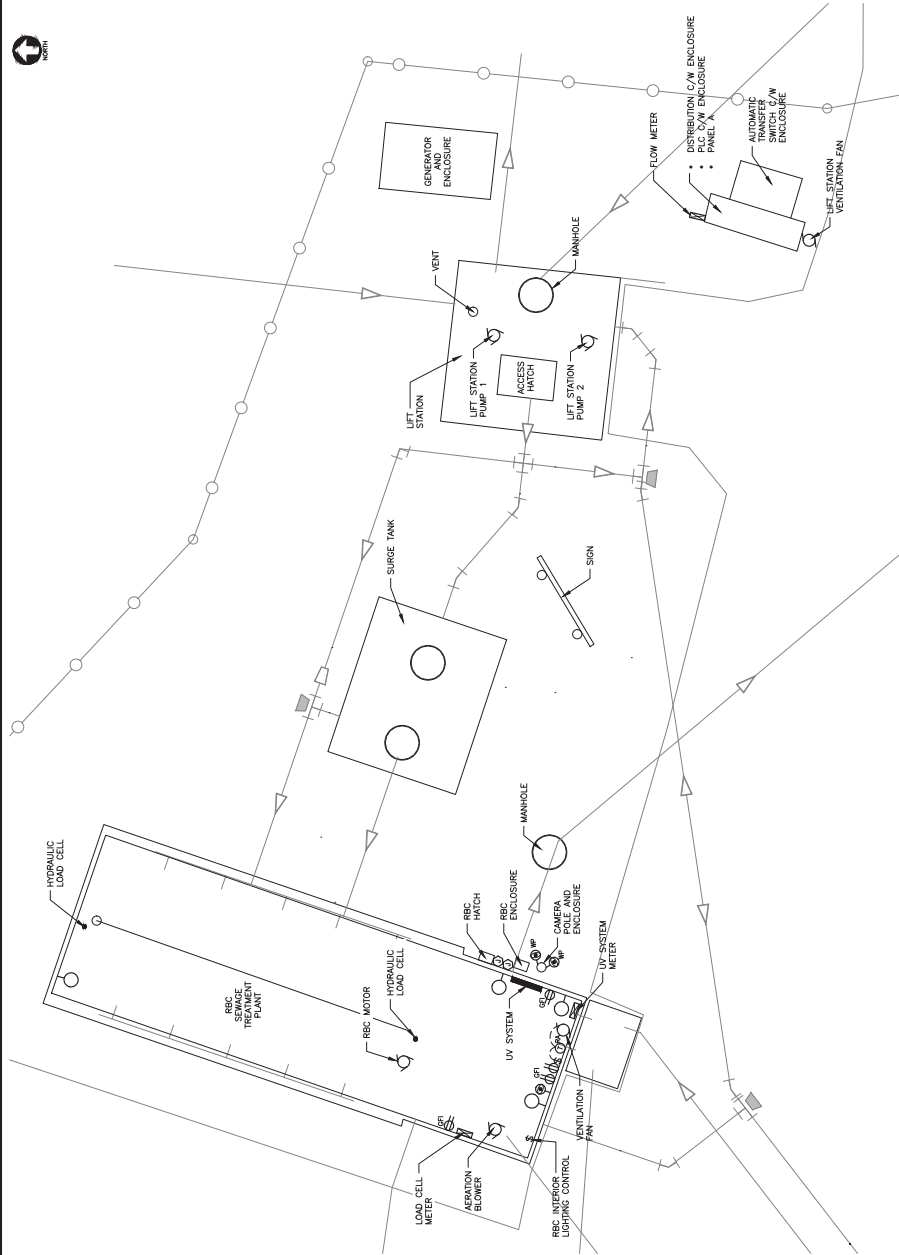 NORTH
GENERATOR
AND
ENCLOSURE
FLOW METER
• DISTRIBUTION C/W ENCLOSURE
• PLC C/W ENCLOSURE
• PANEL A
AUTOMATIC
TRANSFER
SWITCH C/W
ENCLOSURE
LIFT STATION
VENTILATION FAN
VENT
MANHOLE
LIFT
STATION
LIFT STATION
PUMP 1
ACCESS
HATCH
LIFT STATION
PUMP 2
SURGE TANK
SIGN
MANHOLE
HYDRAULIC
LOAD CELL
RBC
SEWAGE
TREATMENT
PLANT
RBC
HATCH
RBC
ENCLOSURE
CAMERA
POLE AND
ENCLOSURE
WP
WP
J
J
UV SYSTEM
METER
HYDRAULIC
LOAD CELL
RBC MOTOR
UV SYSTEM
GFI
GFI
GFI
LOAD CELL
METER
AERATION
BLOWER
RBC INTERIOR
LIGHTING CONTROL
VENTILATION
FAN